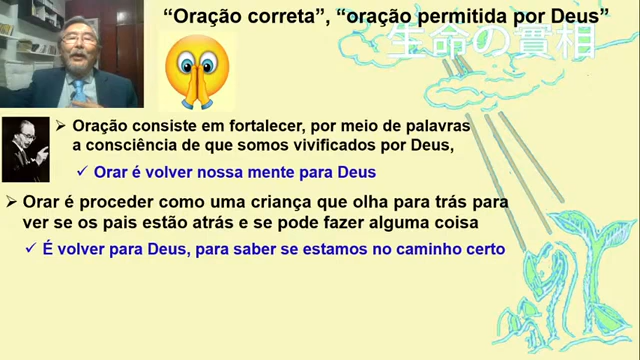 “Oração correta”, “oração permitida por Deus”
生命の實相
Oração consiste em fortalecer, por meio de palavras
a consciência de que somos vivificados por Deus,
Orar é volver nossa mente para Deus
Orar é proceder como uma criança que olha para trás para
ver se os pais estão atrás e se pode fazer alguma coisa
É volver para Deus, para saber se estamos no caminho certo